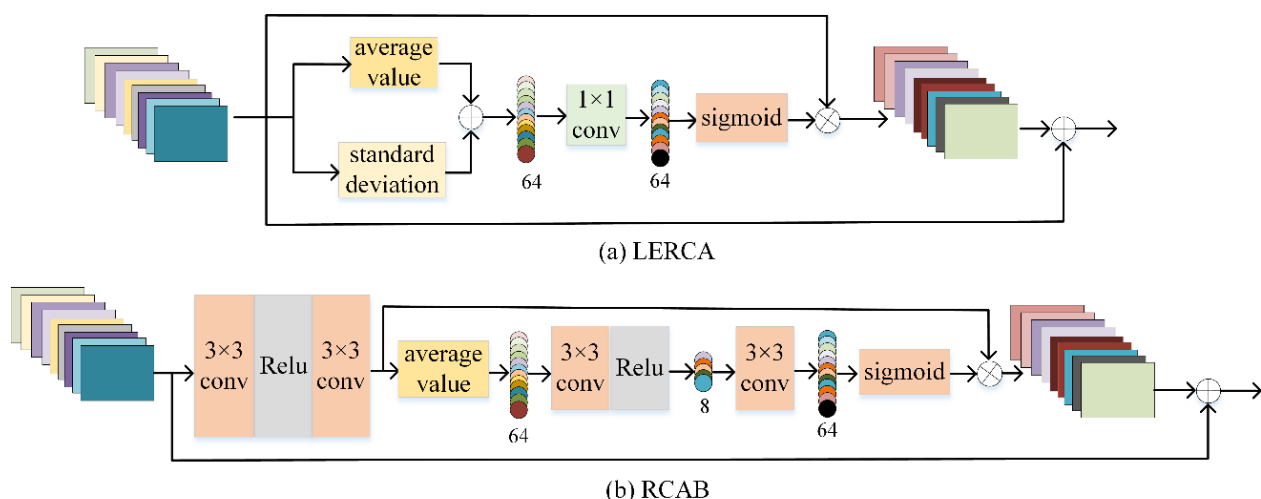 average
value
standard
deviation
64
1×1
conv
64
sigmoid
(a) LERCA
3×3
conv
Relu
3×3
conv
average
value
64
3×3
conv
Relu
8
3×3
conv
64
sigmoid
(b) RCAB